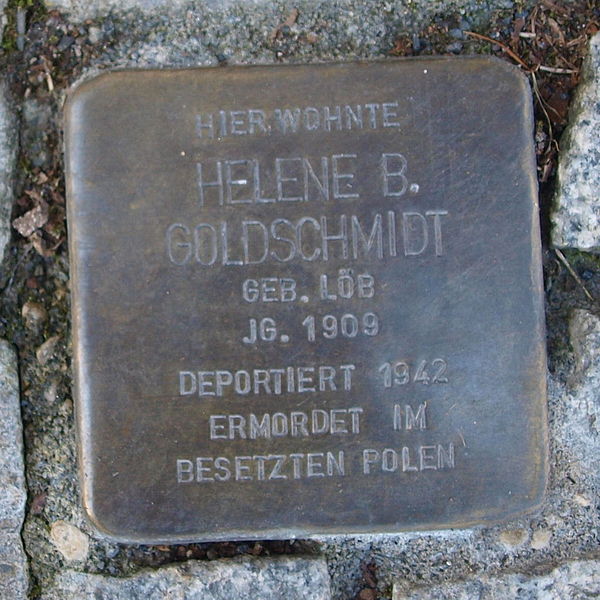 HIER WOHNTE
HELENE B.
GOLDSCHMIDT
GEB. LÖB
JG. 1909
DEPORTIERT 1942
ERMORDET IM
BESETZTEN POLEN